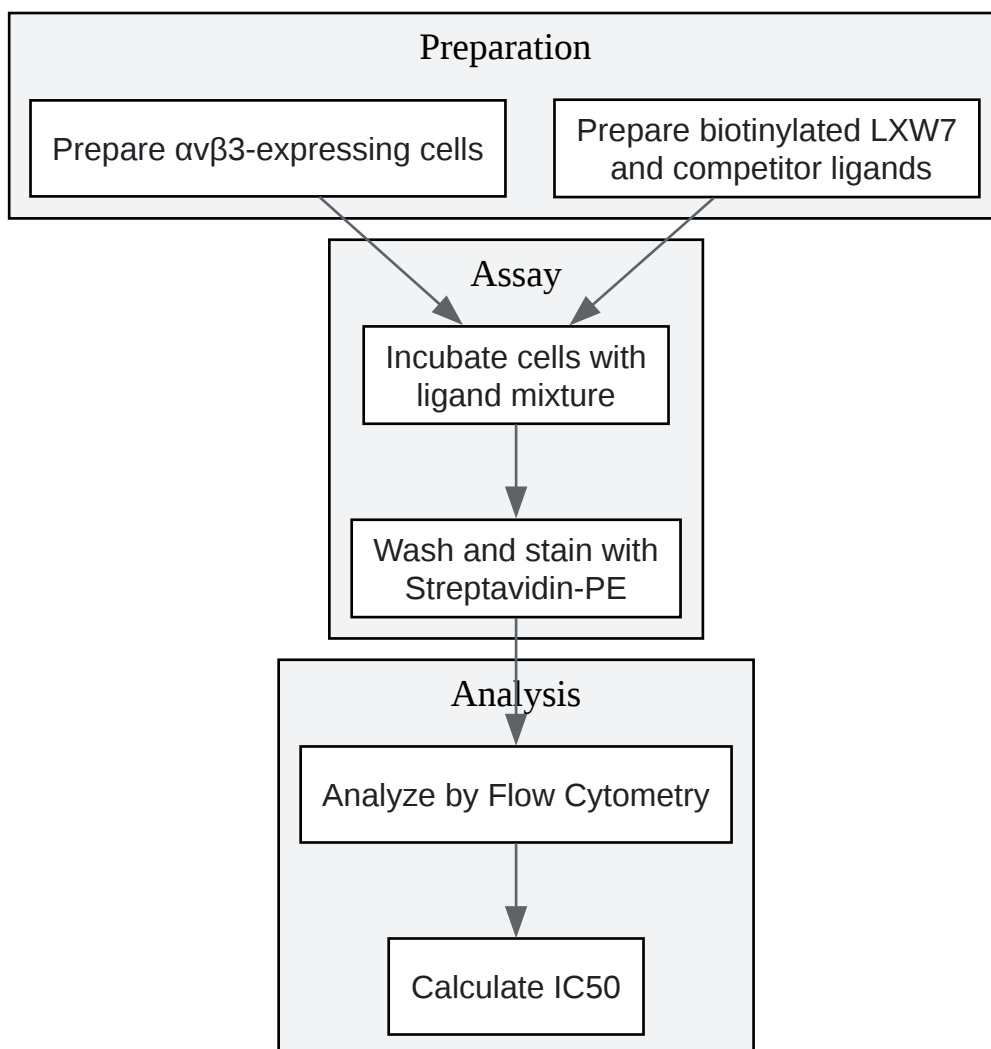 Preparation
Prepare αvβ3-expressing cells
Prepare biotinylated LXW7
and competitor ligands
Assay
Incubate cells with
ligand mixture
Wash and stain with
Streptavidin-PE
Analysis
Analyze by Flow Cytometry
Calculate IC50